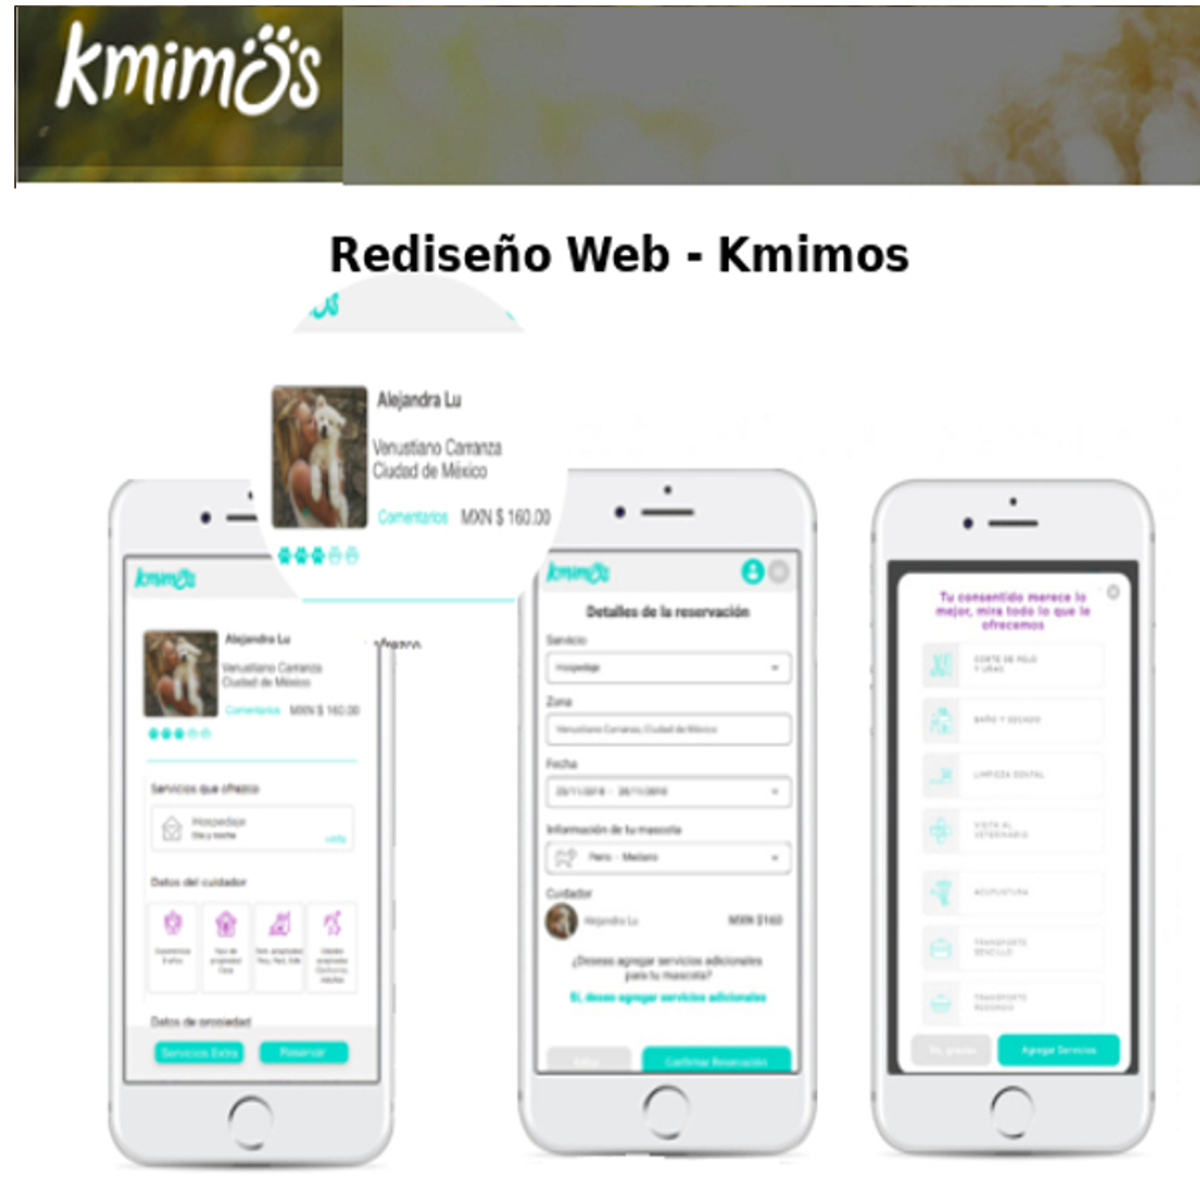 kmimos
Rediseño Web - Kmimos
Alejandra Lu
Venustiano Carranza
Ciudad de México
Comentarios MXN $ 160.00
kmimos
Alejandra Lu
Venustiano Carranza
Ciudad de México
Comentarios MXN $ 160.00
Servicios que ofrezco
Hospedaje
Día y noche
Datos del cuidador
Datos de propiedad
Servicios Extra
Reservar
kmimos
Detalles de la reservación
Servicio
Hospedaje
Zona
Venustiano Carranza, Ciudad de México
Fecha
Información de tu mascota
Perro - Mediano
Cuidador
Alejandra Lu MXN $160
¿Deseas agregar servicios adicionales
para tu mascota?
Sí, deseo agregar servicios adicionales
Confirmar Reservación
Tu consentido merece lo
mejor, mira todo lo que le
ofrecemos
CORTE DE PELO
Y UÑAS
BAÑO Y SECADO
LIMPIEZA DENTAL
VISITA AL
VETERINARIO
ACUPUNTURA
TRANSPORTE
SENCILLO
TRANSPORTE
REDONDO
No, gracias
Agregar Servicios